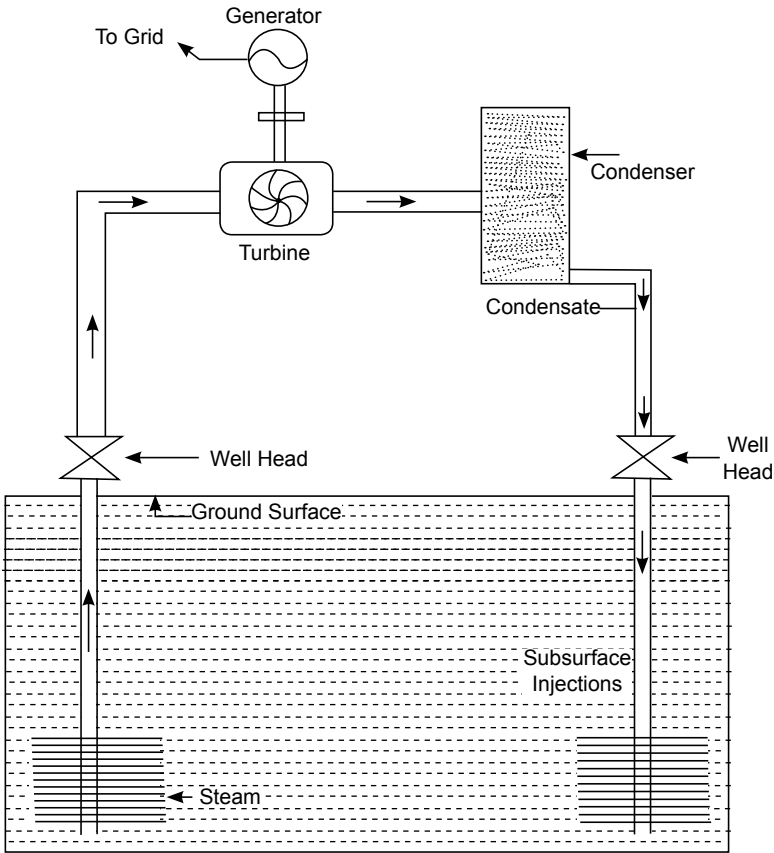 Generator
To Grid
Condenser
Turbine
Condensate
Well Head
Well
Head
Ground Surface
Subsurface
Injections
Steam